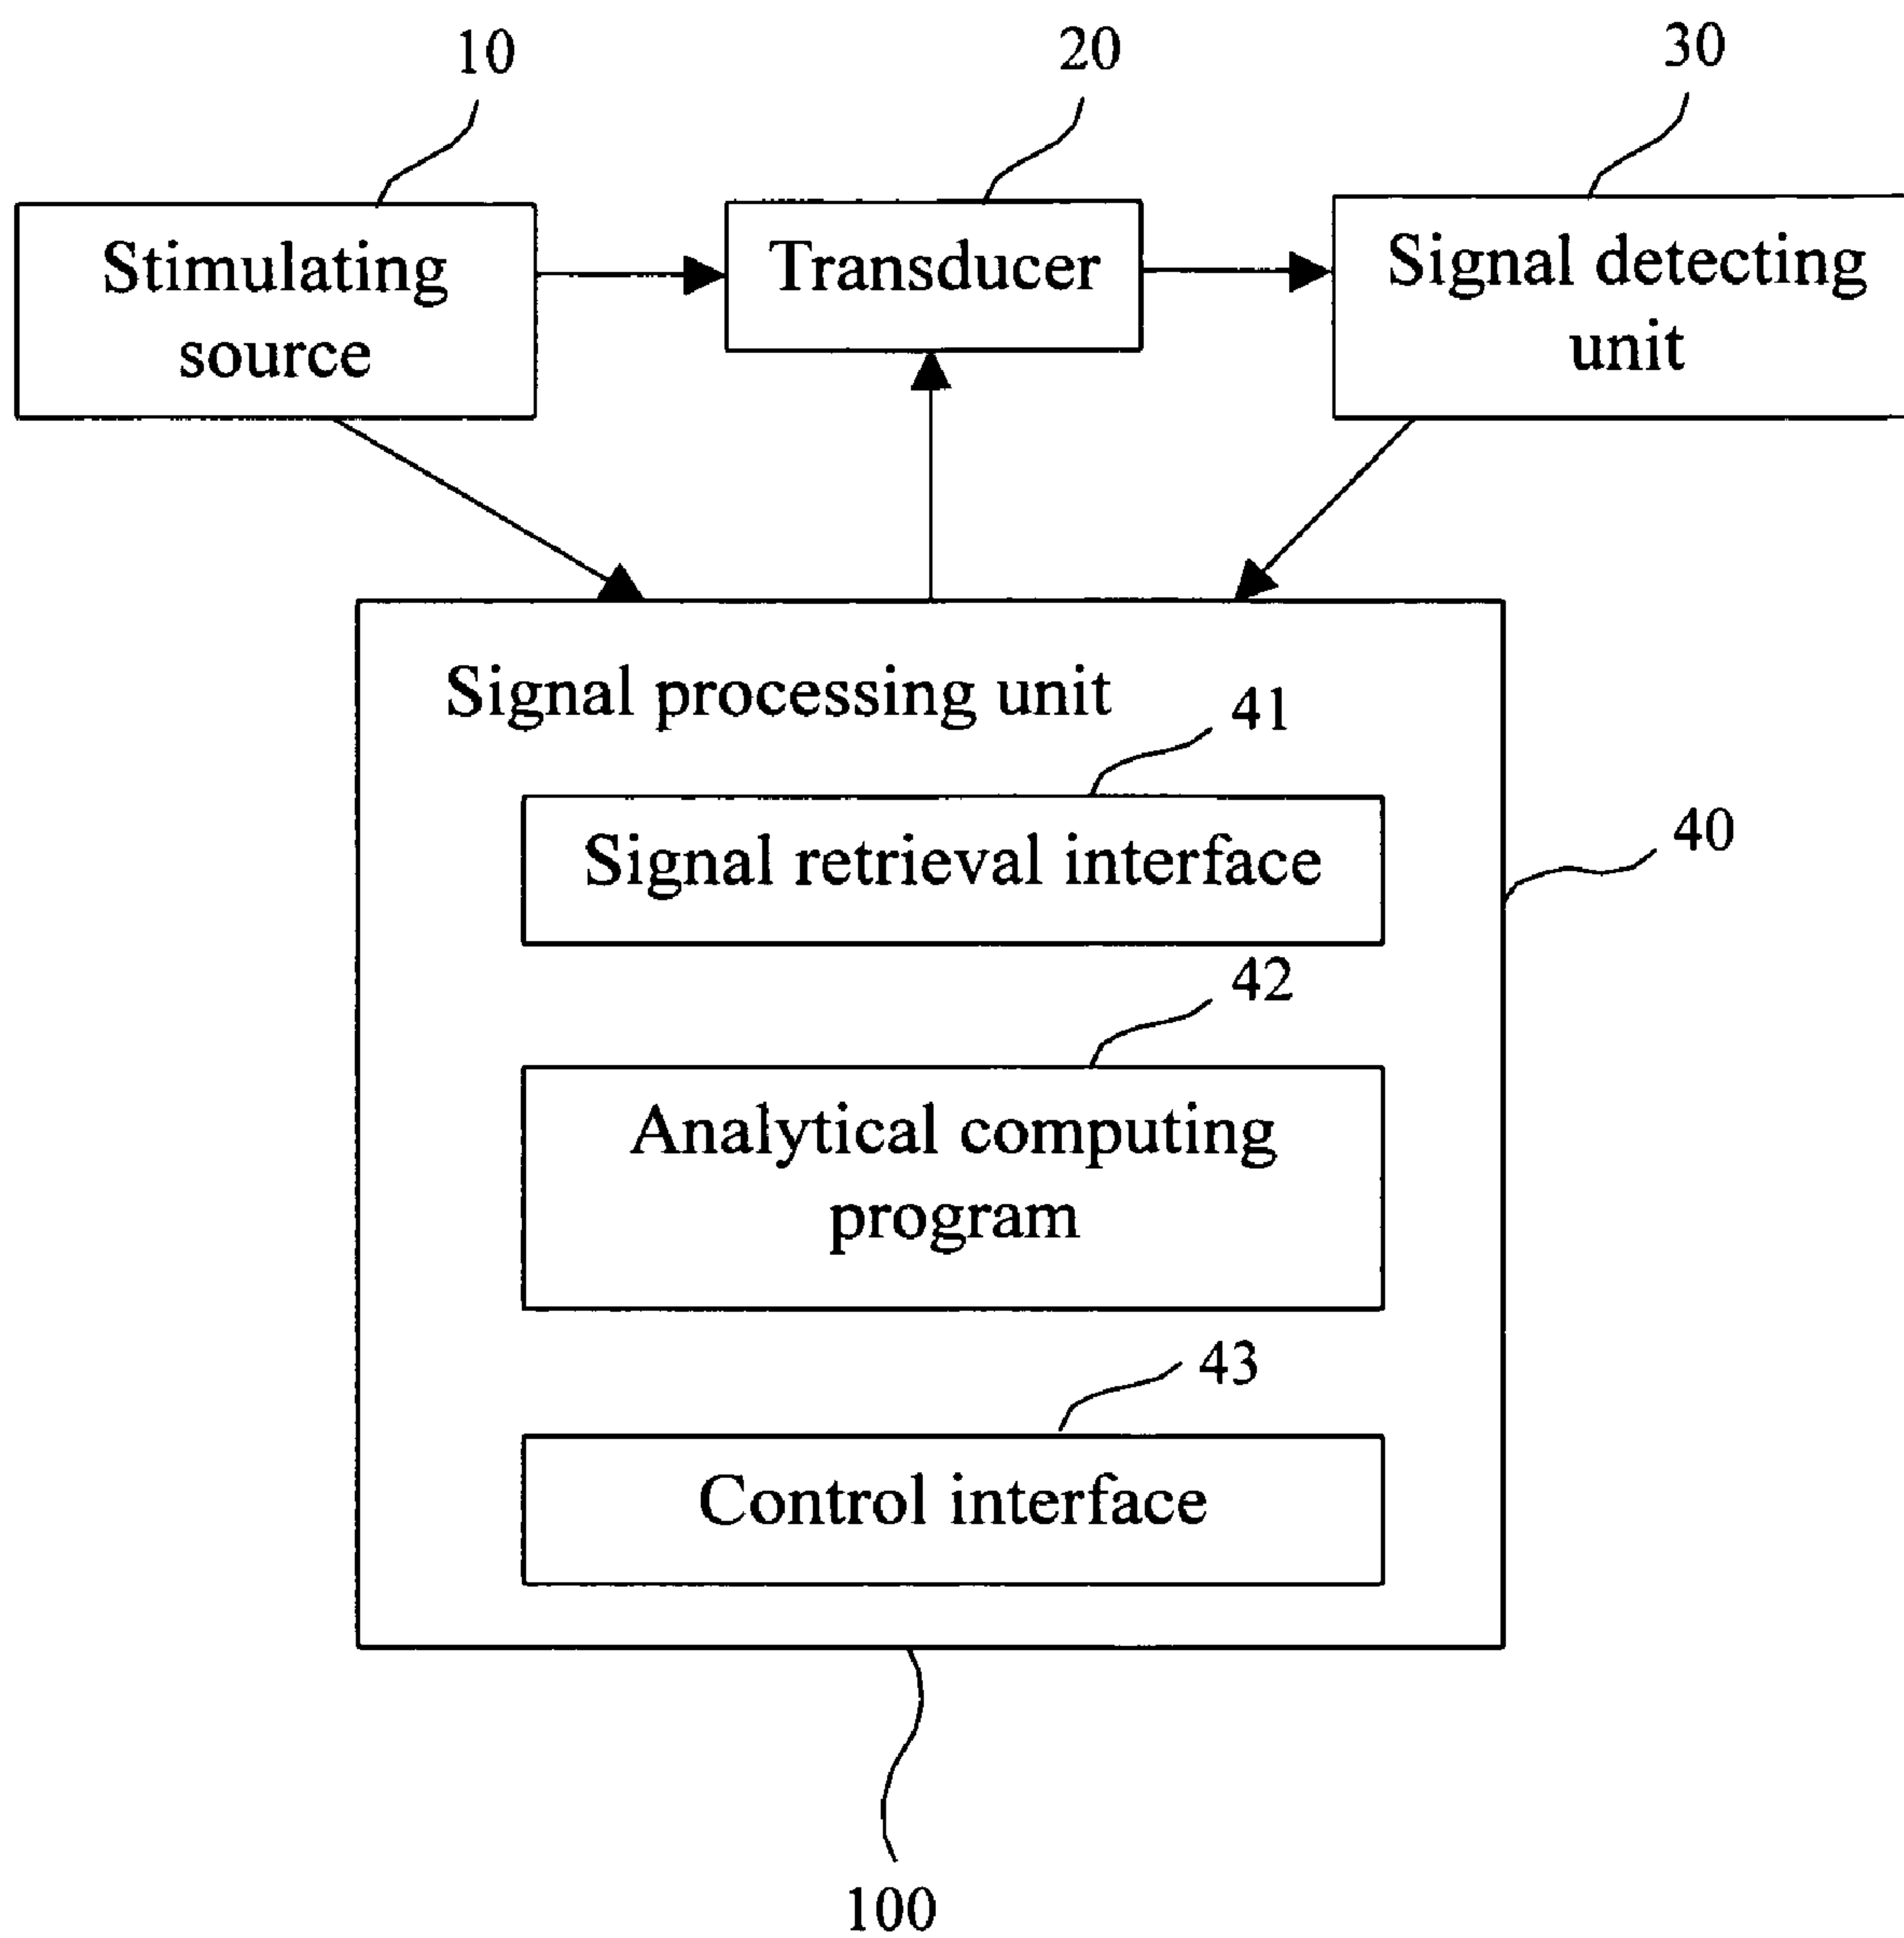 10
20
30
Stimulating
source
Transducer
Signal detecting
unit
Signal processing unit
41
Signal retrieval interface
40
42
Analytical computing
program
43
Control interface
100